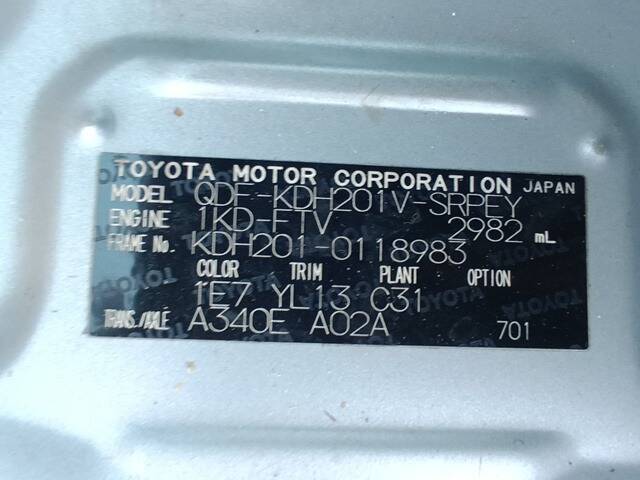 TOYOTA MOTOR CORPORATION JAPAN
MODEL QDF-KDH201V-SRPEY
ENGINE 1KD-FTV 2982 mL
FRAME No. KDH201-0118983
COLOR TRIM PLANT OPTION
1E7 YL13 C31
TRANS./AXLE A340E A02A 701